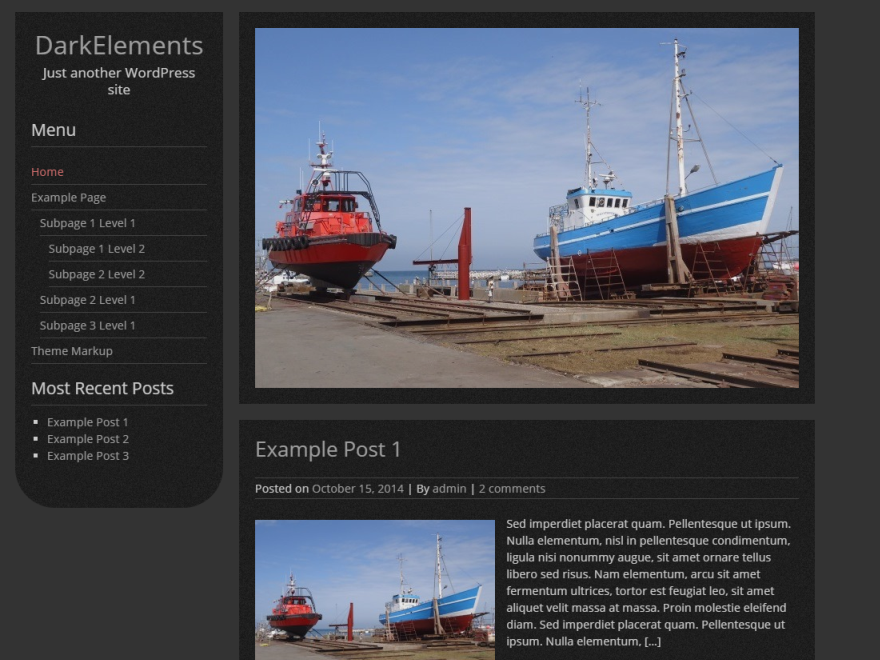 DarkElements
Just another WordPress
site
Menu
Home
Example Page
Subpage 1 Level 1
Subpage 1 Level 2
Subpage 2 Level 2
Subpage 2 Level 1
Subpage 3 Level 1
Theme Markup
Most Recent Posts
Example Post 1
Example Post 2
Example Post 3
Example Post 1
Posted on October 15, 2014 | By admin | 2 comments
Sed imperdiet placerat quam. Pellentesque ut ipsum.
Nulla elementum, nisl in pellentesque condimentum,
ligula nisi nonummy augue, sit amet ornare tellus
libero sed risus. Nam elementum, arcu sit amet
fermentum ultrices, tortor est feugiat leo, sit amet
aliquet velit massa at massa. Proin molestie eleifend
diam. Sed imperdiet placerat quam. Pellentesque ut
ipsum. Nulla elementum, [...]